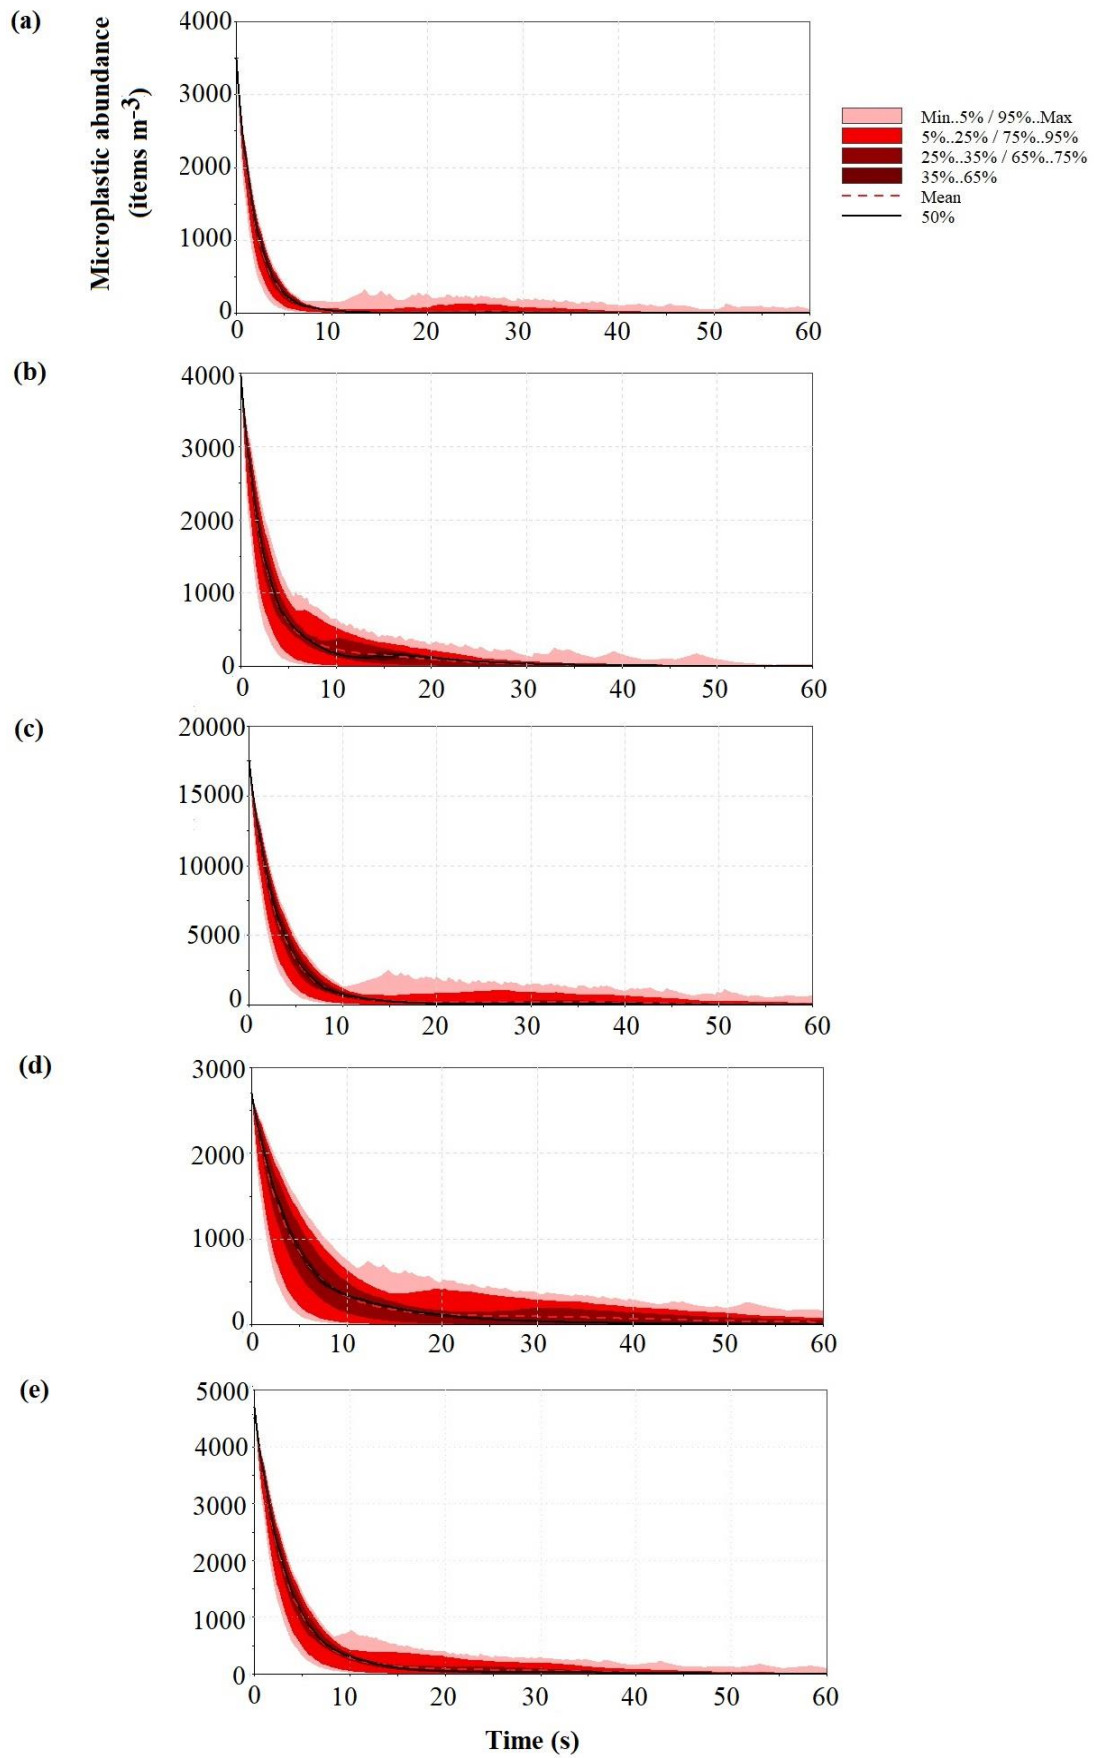 (a)
Microplastic abundance
(items m⁻³)
4000
3000
2000
1000
0
0 10 20 30 40 50 60
Min..5% / 95%..Max
5%..25% / 75%..95%
25%..35% / 65%..75%
35%..65%
Mean
50%
(b)
4000
3000
2000
1000
0
0 10 20 30 40 50 60
(c)
20000
15000
10000
5000
0
0 10 20 30 40 50 60
(d)
3000
2000
1000
0
0 10 20 30 40 50 60
(e)
5000
4000
3000
2000
1000
0
0 10 20 30 40 50 60
Time (s)